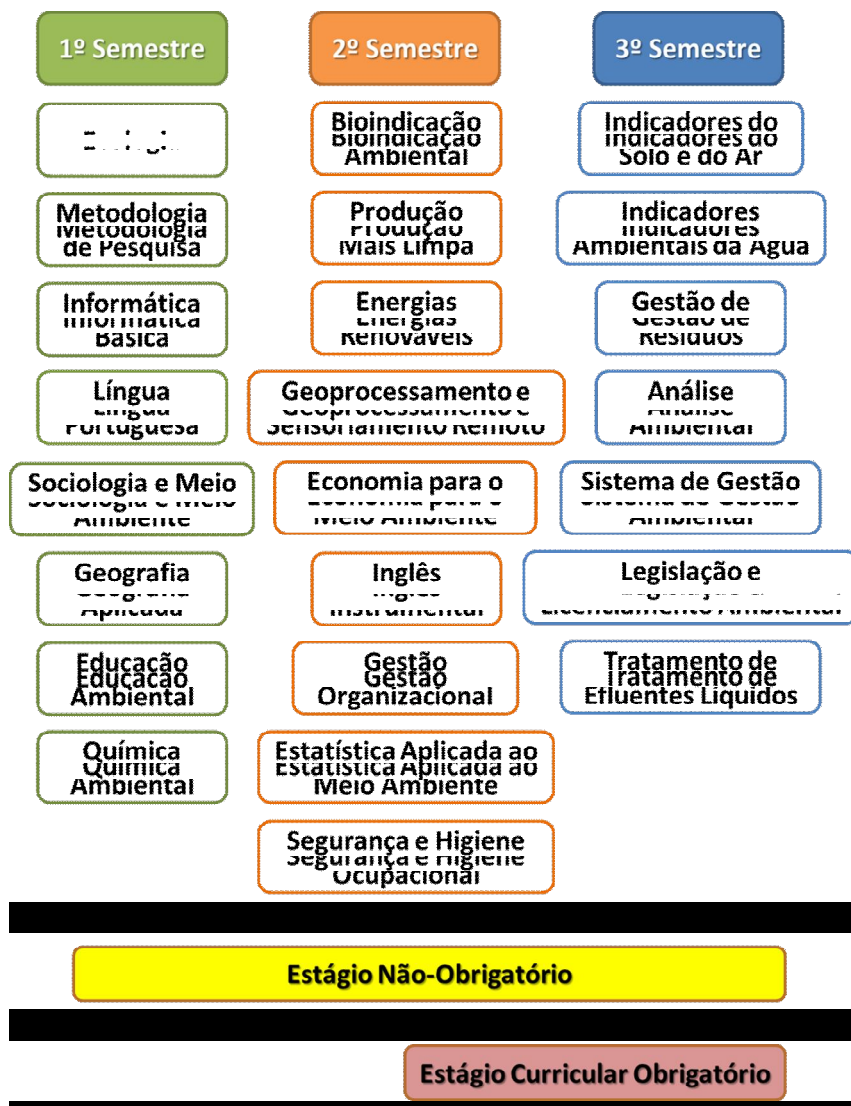 1º Semestre
2º Semestre
3º Semestre
Bioindicação
Ambiental
Indicadores do
Solo e do Ar
Metodologia
de Pesquisa
Produção
Mais Limpa
Indicadores
Ambientais da Água
Informática
Básica
Energias
Renováveis
Gestão de
Resíduos
Língua
Portuguesa
Geoprocessamento e
Sensoriamento Remoto
Análise
Ambiental
Sociologia e Meio
Ambiente
Economia para o
Meio Ambiente
Sistema de Gestão
Ambiental
Geografia
Aplicada
Inglês
Instrumental
Legislação e
Licenciamento Ambiental
Educação
Ambiental
Gestão
Organizacional
Tratamento de
Efluentes Líquidos
Química
Ambiental
Estatística Aplicada ao
Meio Ambiente
Segurança e Higiene
Ocupacional
Estágio Não-Obrigatório
Estágio Curricular Obrigatório